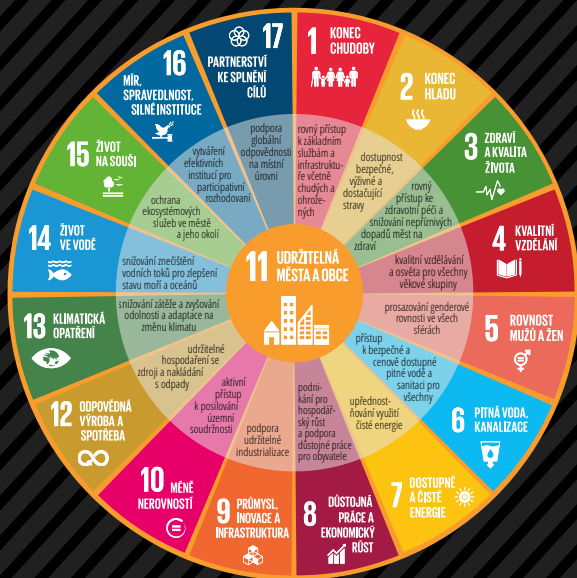 11 UDRŽITELNÁ
MĚSTA A OBCE
1 KONEC
CHUDOBY
rovný přístup
k základním
službám a
infrastruktu-
ře včetně
chudých a
ohrože-
ných
2 KONEC
HLADU
dostupnost
bezpečné,
výživné a
dostačující
stravy
3 ZDRAVÍ
A KVALITA
ŽIVOTA
rovný
přístup ke
zdravotní péči a
snižování nepříznivých
dopadů měst na
zdraví
4 KVALITNÍ
VZDĚLÁNÍ
kvalitní vzdělávání
a osvěta pro všechny
věkové skupiny
5 ROVNOST
MUŽŮ A ŽEN
prosazování genderové
rovnosti ve všech
sférách
6 PITNÁ VODA,
KANALIZACE
přístup
k bezpečné a
cenově dostupné
pitné vodě a
sanitaci pro
všechny
7 DOSTUPNÉ
A ČISTÉ
ENERGIE
upřednost-
ňování využití
čisté energie
8 DŮSTOJNÁ
PRÁCE A
EKONOMICKÝ
RŮST
podni-
kání pro
hospodář-
ský růst
a podpora
důstojné práce
pro obyvatele
9 PRŮMYSL,
INOVACE A
INFRASTRUKTURA
podpora
udržitelné
industrializace
10 MÉNĚ
NEROVNOSTÍ
aktivní
přístup
k posilování
územní
soudržnosti
12 ODPOVĚDNÁ
VÝROBA A
SPOTŘEBA
udržitelné
hospodaření se
zdroji a nakládání
s odpady
13 KLIMATICKÁ
OPATŘENÍ
snižování zátěže a zvyšování
odolnosti a adaptace na
změnu klimatu
14 ŽIVOT
VE VODĚ
snižování znečištění
vodních toků pro zlepšení
stavu moří a oceánů
15 ŽIVOT
NA SOUŠI
ochrana
ekosystémových
služeb ve městě
a jeho okolí
16
MÍR,
SPRAVEDLNOST,
SILNÉ INSTITUCE
vytváření
efektivních
institucí pro
participativní
rozhodovaní
17
PARTNERSTVÍ
KE SPLNĚNÍ
CÍLŮ
podpora
globální
odpovědnosti
na místní
úrovni